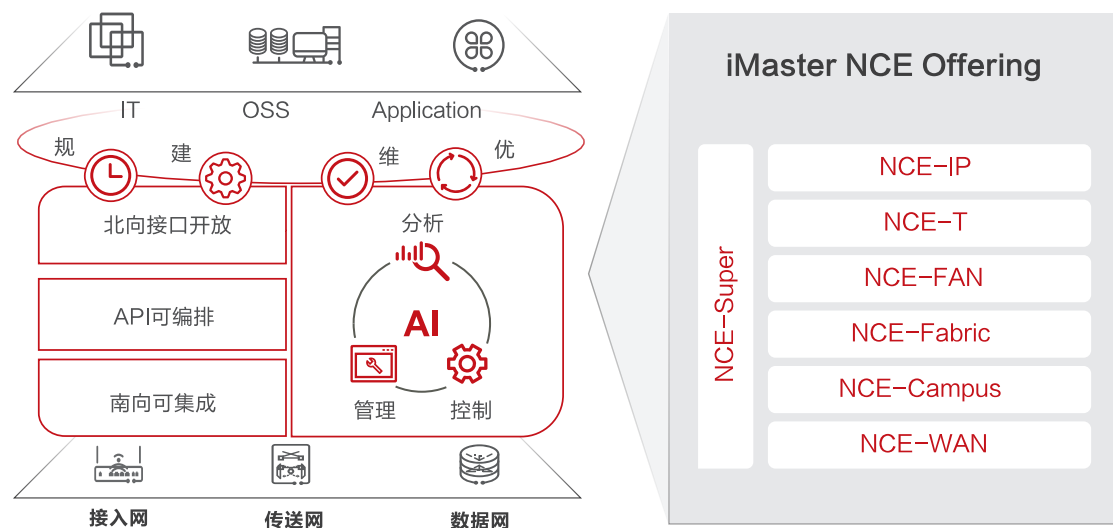 IT
OSS
Application
规
建
维
优
北向接口开放
API可编排
南向可集成
分析
AI
管理
控制
接入网
传送网
数据网
iMaster NCE Offering
NCE-Super
NCE-IP
NCE-T
NCE-FAN
NCE-Fabric
NCE-Campus
NCE-WAN